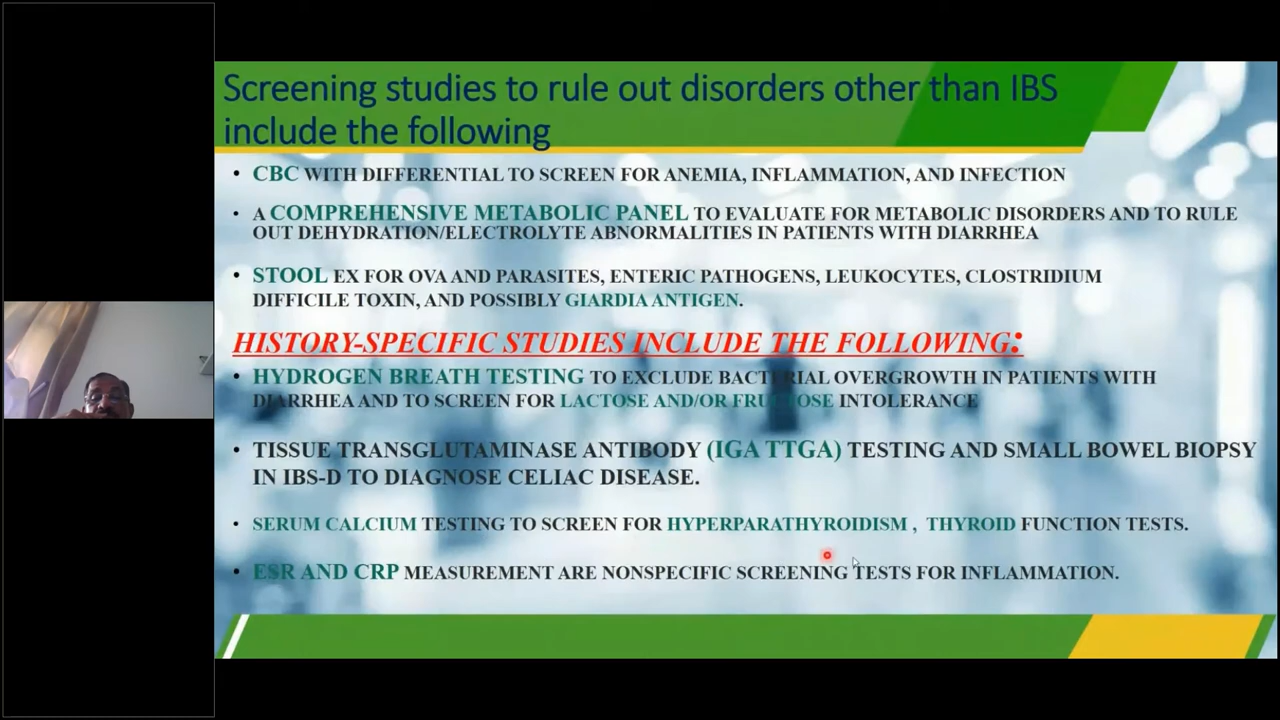 Screening studies to rule out disorders other than IBS
include the following
• CBC WITH DIFFERENTIAL TO SCREEN FOR ANEMIA, INFLAMMATION, AND INFECTION
• A COMPREHENSIVE METABOLIC PANEL TO EVALUATE FOR METABOLIC DISORDERS AND TO RULE
OUT DEHYDRATION/ELECTROLYTE ABNORMALITIES IN PATIENTS WITH DIARRHEA
• STOOL EX FOR OVA AND PARASITES, ENTERIC PATHOGENS, LEUKOCYTES, CLOSTRIDIUM
DIFFICILE TOXIN, AND POSSIBLY GIARDIA ANTIGEN.
HISTORY-SPECIFIC STUDIES INCLUDE THE FOLLOWING:
• HYDROGEN BREATH TESTING TO EXCLUDE BACTERIAL OVERGROWTH IN PATIENTS WITH
DIARRHEA AND TO SCREEN FOR LACTOSE AND/OR FRUCTOSE INTOLERANCE
• TISSUE TRANSGLUTAMINASE ANTIBODY (IGA TTGA) TESTING AND SMALL BOWEL BIOPSY
IN IBS-D TO DIAGNOSE CELIAC DISEASE.
• SERUM CALCIUM TESTING TO SCREEN FOR HYPERPARATHYROIDISM , THYROID FUNCTION TESTS.
• ESR AND CRP MEASUREMENT ARE NONSPECIFIC SCREENING TESTS FOR INFLAMMATION.